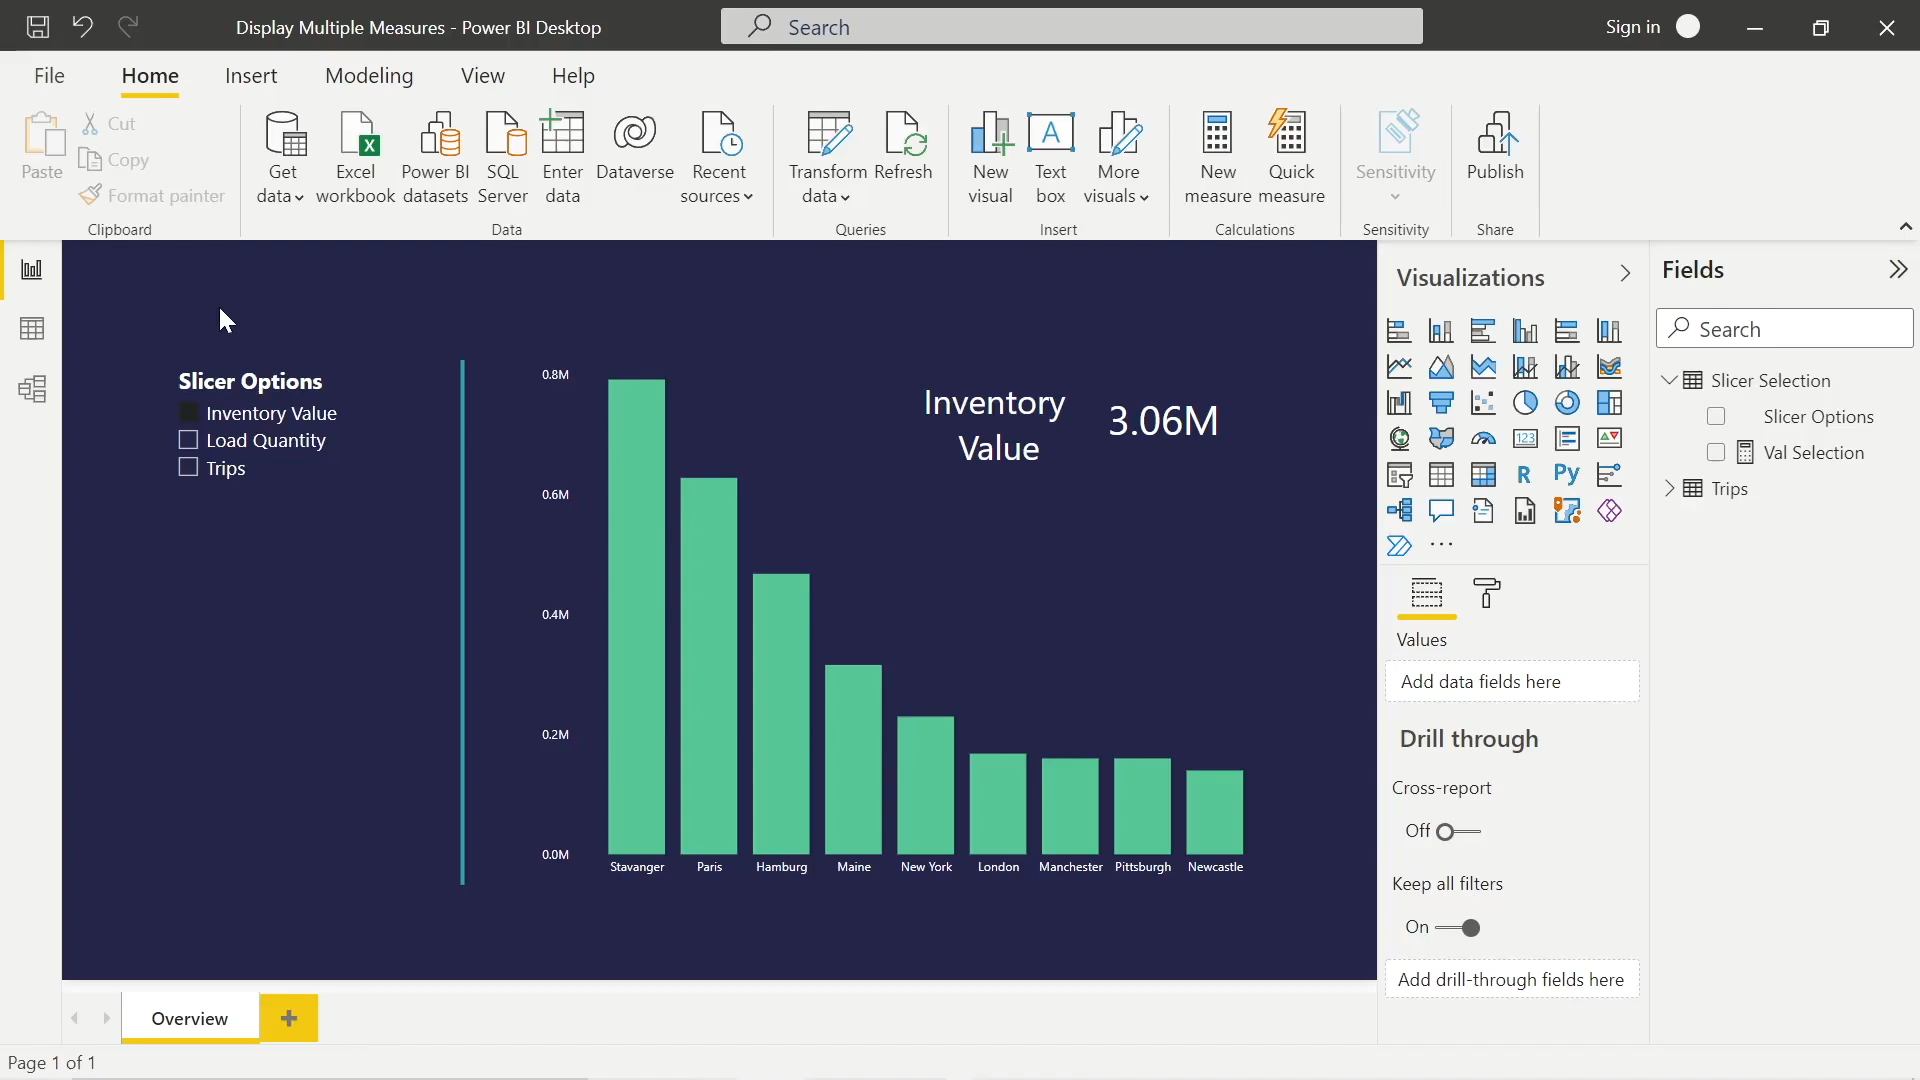 Display Multiple Measures - Power BI Desktop
Search
Sign in
File
Home
Insert
Modeling
View
Help
Paste
Cut
Copy
Format painter
Clipboard
Get
data
Excel
workbook
Power BI
datasets
SQL
Server
Enter
data
Dataverse
Recent
sources
Data
Transform
data
Refresh
Queries
New
visual
A
Text
box
More
visuals
Insert
New
measure
Quick
measure
Calculations
Sensitivity
Sensitivity
Publish
Share
Slicer Options
Inventory Value
Load Quantity
Trips
0.8M
0.6M
0.4M
0.2M
0.0M
Stavanger
Paris
Hamburg
Maine
New York
London
Manchester
Pittsburgh
Newcastle
Inventory
Value
3.06M
Visualizations
123
R
Py
Values
Add data fields here
Drill through
Cross-report
Off
Keep all filters
On
Add drill-through fields here
Fields
Search
Slicer Selection
Slicer Options
Val Selection
Trips
Overview
Page 1 of 1